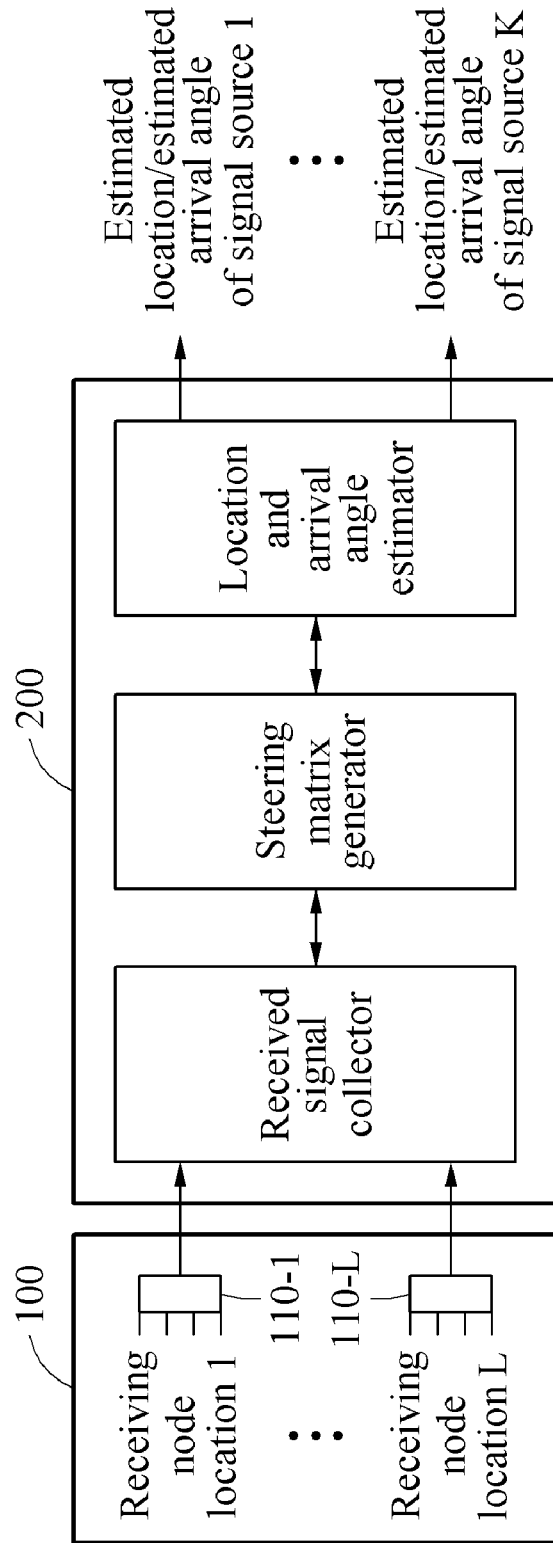 100
Receiving
node
location 1
110-1
110-L
Receiving
node
location L
200
Received
signal
collector
Steering
matrix
generator
Location
and
arrival
angle
estimator
Estimated
location/estimated
arrival angle
of signal source 1
Estimated
location/estimated
arrival angle
of signal source K